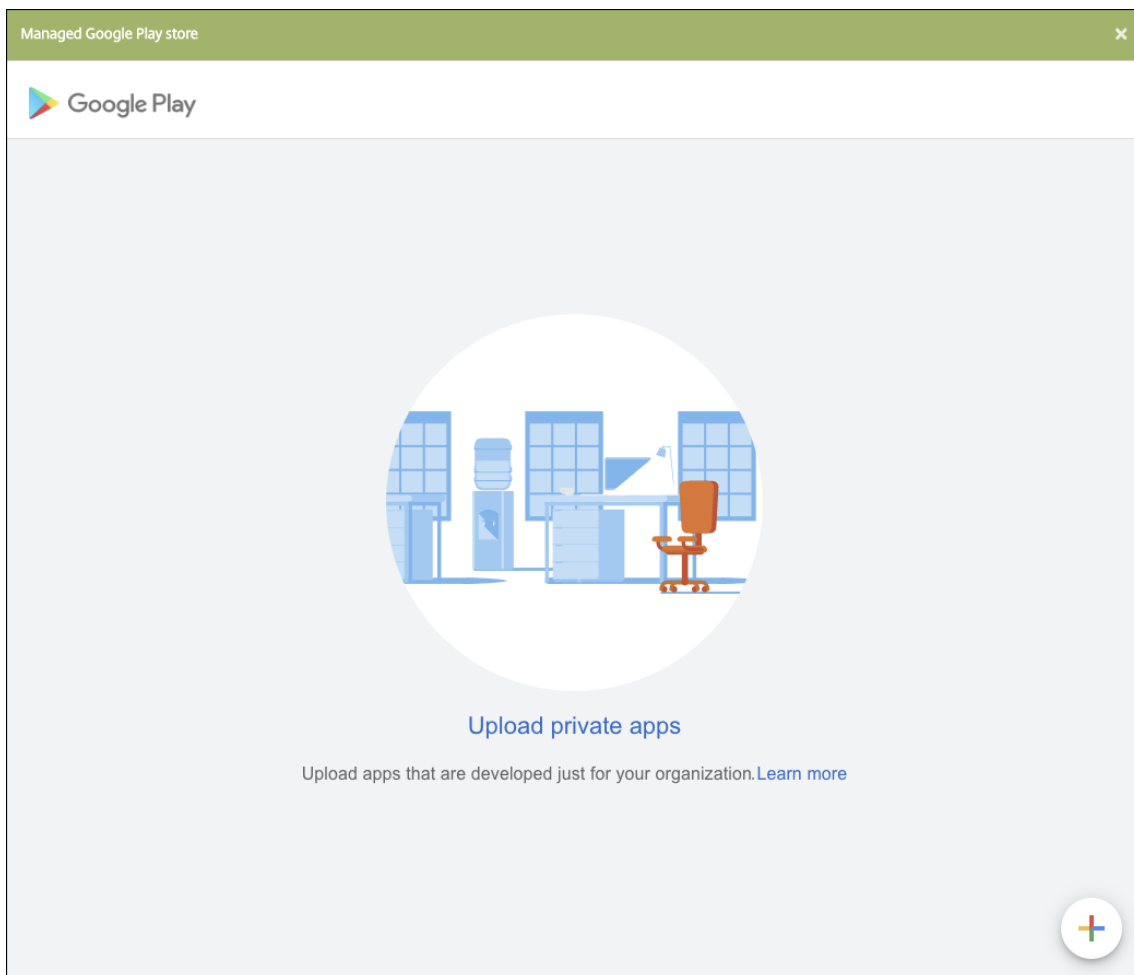 Managed Google Play store
Google Play
Upload private apps
Upload apps that are developed just for your organization. Learn more